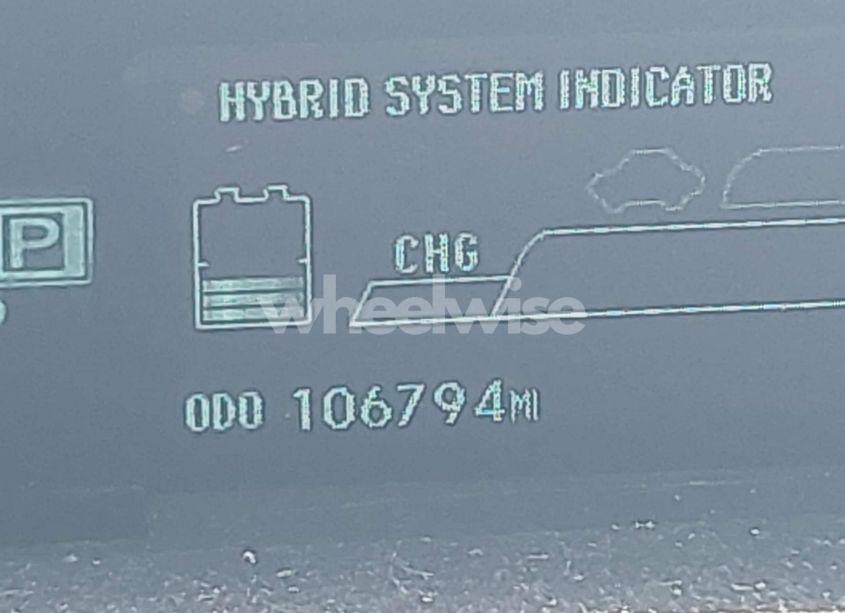 HYBRID SYSTEM INDICATOR
P
CHG
wheelwise
ODO 106794MI